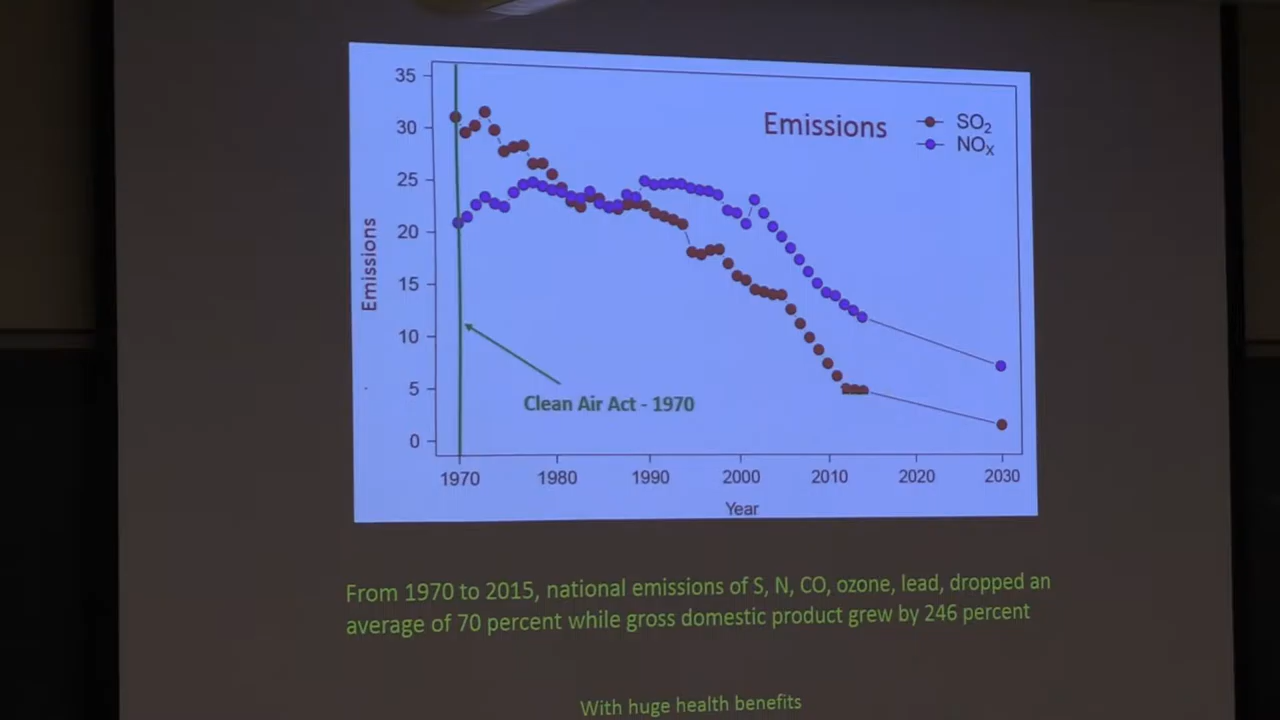 35
30
25
20
15
10
5
0
Emissions
Emissions
SO₂
NOₓ
Clean Air Act - 1970
1970 1980 1990 2000 2010 2020 2030
Year
From 1970 to 2015, national emissions of S, N, CO, ozone, lead, dropped an
average of 70 percent while gross domestic product grew by 246 percent
With huge health benefits